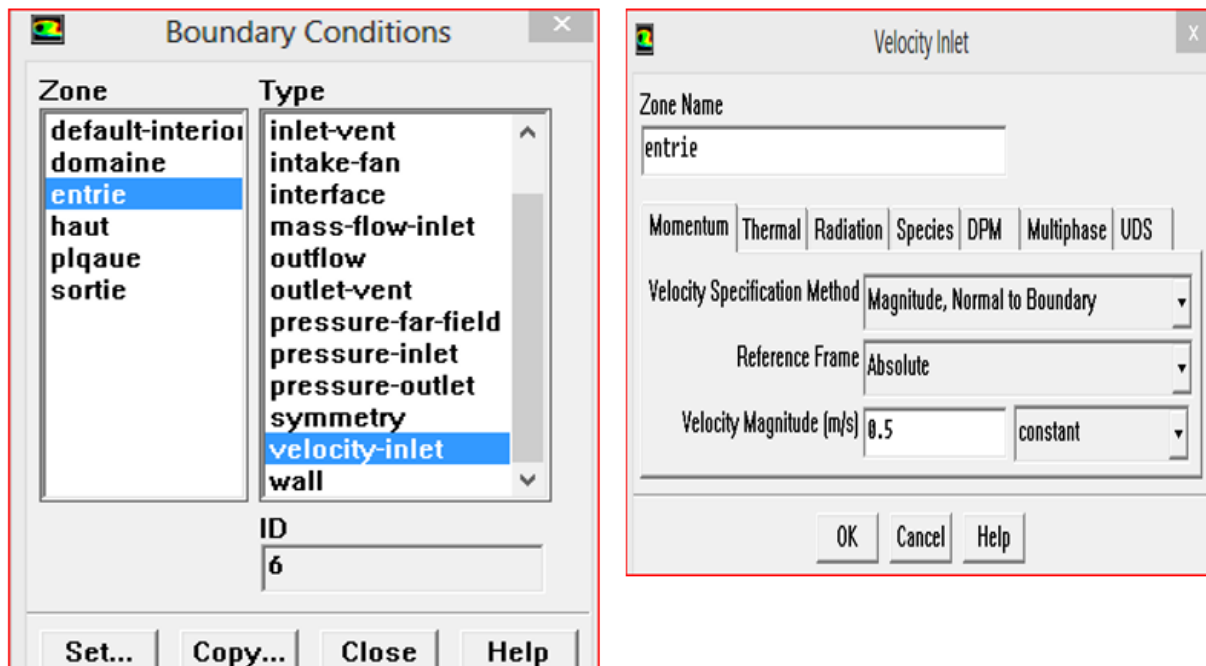 Boundary Conditions
Zone
default-interior
domaine
entrie
haut
plqaue
sortie
Type
inlet-vent
intake-fan
interface
mass-flow-inlet
outflow
outlet-vent
pressure-far-field
pressure-inlet
pressure-outlet
symmetry
velocity-inlet
wall
ID
6
Set... Copy... Close Help
Velocity Inlet
Zone Name
entrie
Momentum Thermal Radiation Species DPM Multiphase UDS
Velocity Specification Method Magnitude, Normal to Boundary
Reference Frame Absolute
Velocity Magnitude (m/s) 0.5 constant
OK Cancel Help